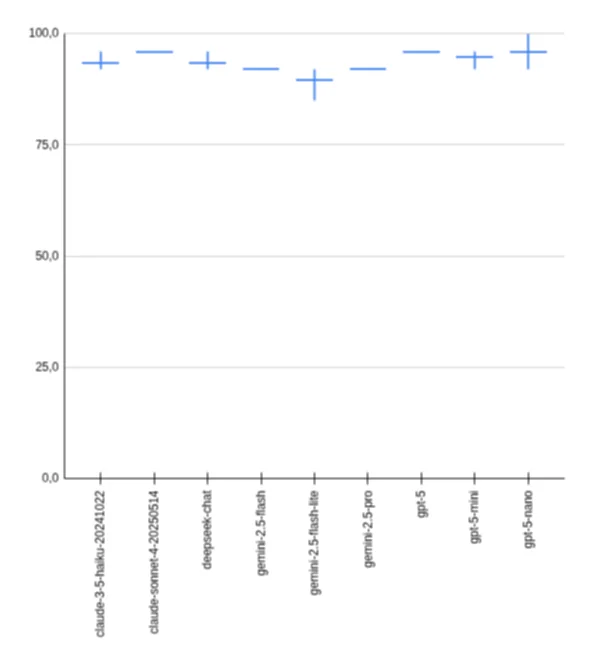 100,0
75,0
50,0
25,0
0,0
claude-3-5-haiku-20241022
claude-sonnet-4-20250514
deepseek-chat
gemini-2.5-flash
gemini-2.5-flash-lite
gemini-2.5-pro
gpt-5
gpt-5-mini
gpt-5-nano